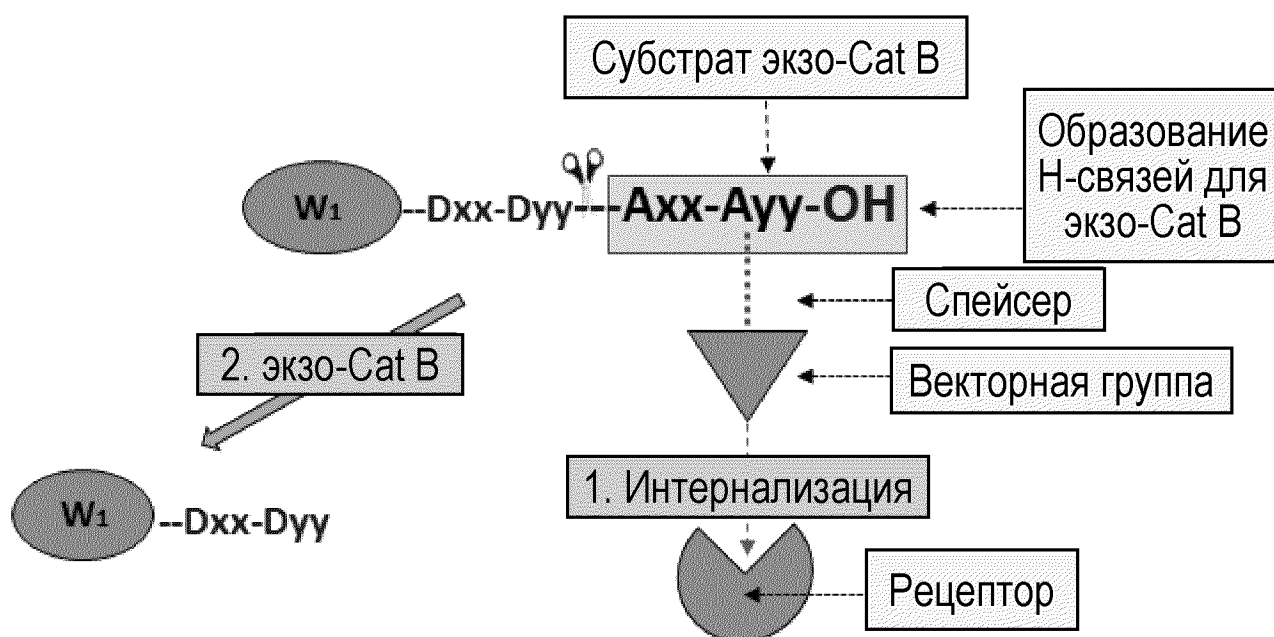 Субстрат экзо-Cat B
Образование
Н-связей для
экзо-Cat B
W1 --Dxx-Dyy---Axx-Ayy-OH
Спейсер
2. экзо-Cat B
Векторная группа
1. Интернализация
W1 --Dxx-Dyy
Рецептор